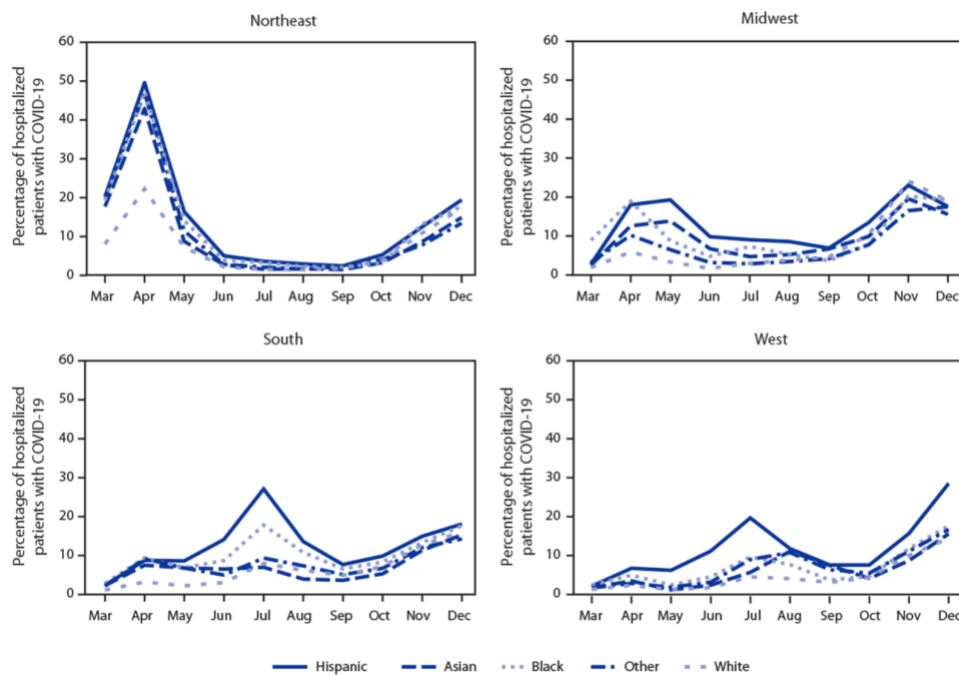 Northeast
Percentage of hospitalized
patients with COVID-19
60
50
40
30
20
10
0
Mar Apr May Jun Jul Aug Sep Oct Nov Dec
Midwest
Percentage of hospitalized
patients with COVID-19
60
50
40
30
20
10
0
Mar Apr May Jun Jul Aug Sep Oct Nov Dec
South
Percentage of hospitalized
patients with COVID-19
60
50
40
30
20
10
0
Mar Apr May Jun Jul Aug Sep Oct Nov Dec
West
Percentage of hospitalized
patients with COVID-19
60
50
40
30
20
10
0
Mar Apr May Jun Jul Aug Sep Oct Nov Dec
Hispanic Asian Black Other White